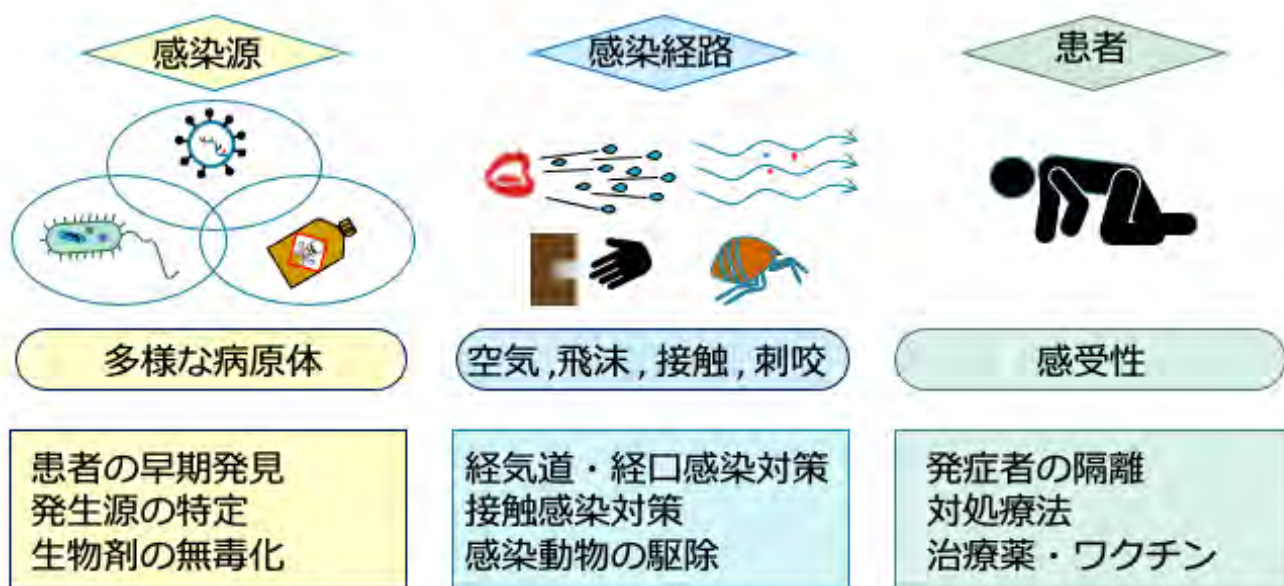 感染源
感染経路
患者
多様な病原体
空気,飛沫,接触,刺咬
感受性
患者の早期発見
発生源の特定
生物剤の無毒化
経気道・経口感染対策
接触感染対策
感染動物の駆除
発症者の隔離
対処療法
治療薬・ワクチン